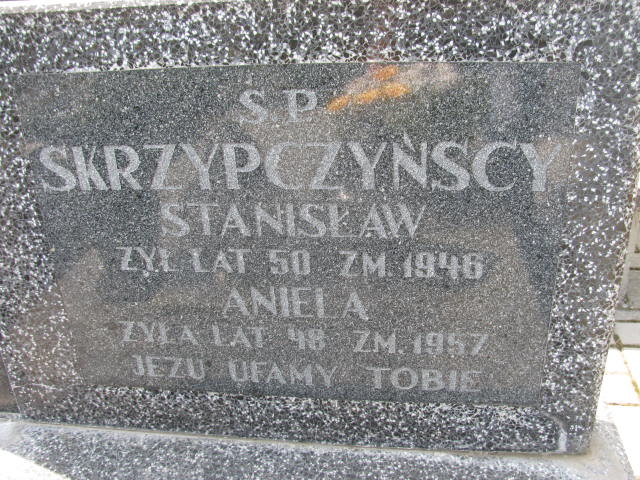 Ś.P.
SKRZYPCZYŃSCY
STANISŁAW
ŻYŁ LAT 50 ZM. 1946
ANIELA
ŻYŁA LAT 48 ZM. 1957
JEZU UFAMY TOBIE